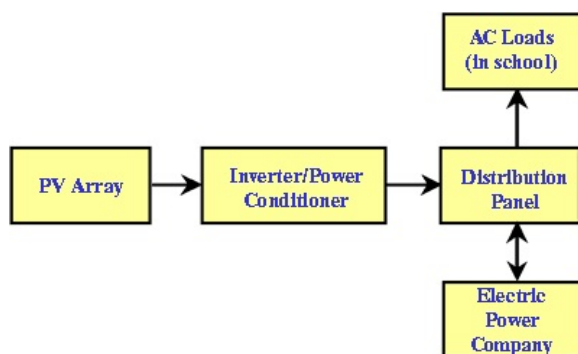 AC Loads
(in school)
PV Array
Inverter/Power
Conditioner
Distribution
Panel
Electric
Power
Company